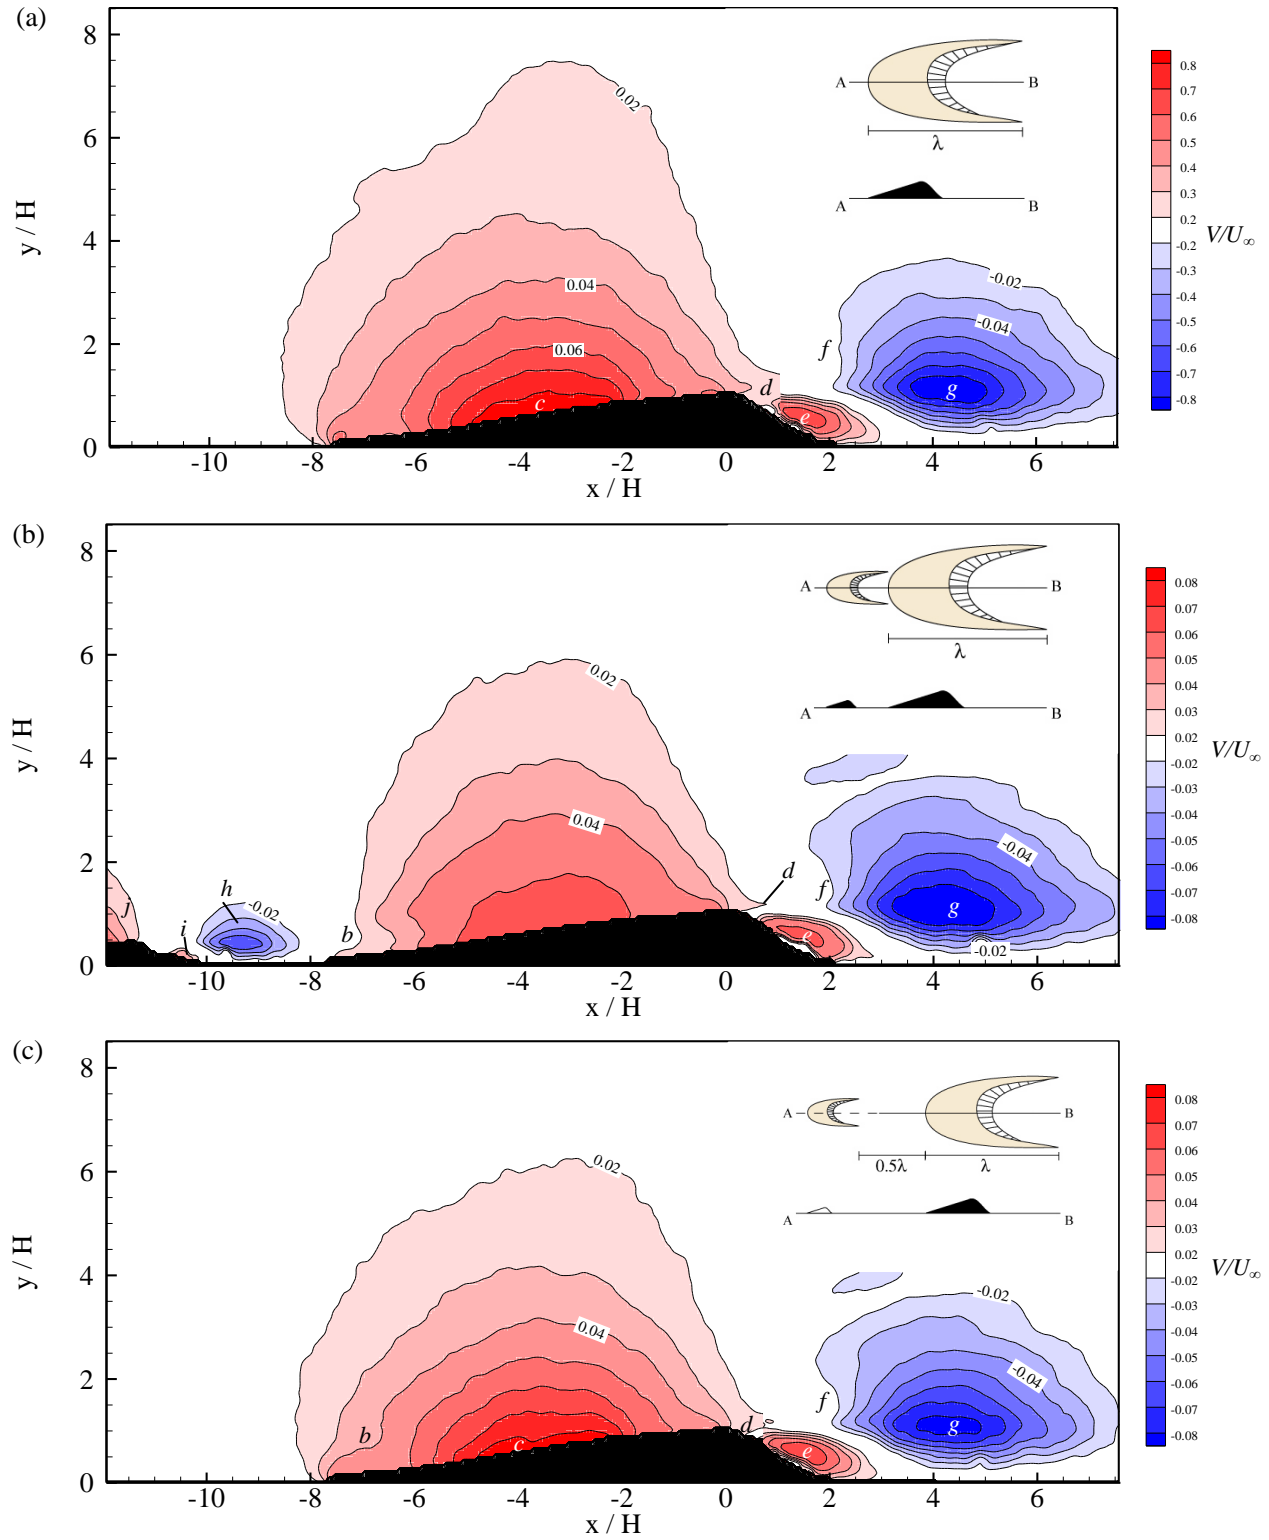 (a)
8
6
4
2
0
y / H
-10
-8
-6
-4
-2
0
2
4
6
x / H
0.02
0.04
0.06
-0.02
-0.04
c
d
e
f
g
A
B
λ
A
B
0.8
0.7
0.6
0.5
0.4
0.3
0.2
-0.2
-0.3
-0.4
-0.5
-0.6
-0.7
-0.8
V/U∞
(b)
8
6
4
2
0
y / H
-10
-8
-6
-4
-2
0
2
4
6
x / H
0.02
0.04
-0.02
-0.04
-0.02
j
i
h
b
d
e
f
g
A
B
λ
A
B
0.08
0.07
0.06
0.05
0.04
0.03
0.02
-0.02
-0.03
-0.04
-0.05
-0.06
-0.07
-0.08
V/U∞
(c)
8
6
4
2
0
y / H
-10
-8
-6
-4
-2
0
2
4
6
x / H
0.02
0.04
-0.02
-0.04
b
c
d
e
f
g
A
B
0.5λ
λ
A
B
0.08
0.07
0.06
0.05
0.04
0.03
0.02
-0.02
-0.03
-0.04
-0.05
-0.06
-0.07
-0.08
V/U∞